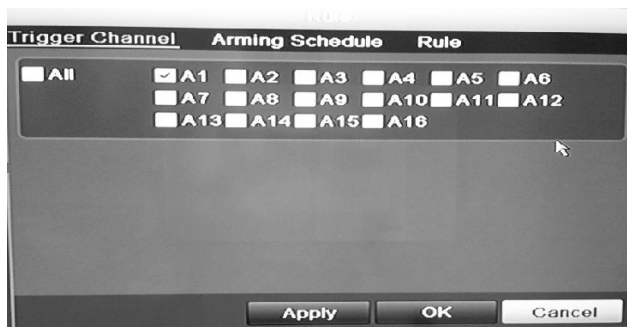 Rule
Trigger Channel Arming Schedule Rule
All A1 A2 A3 A4 A5 A6
A7 A8 A9 A10 A11 A12
A13 A14 A15 A16
Apply OK Cancel